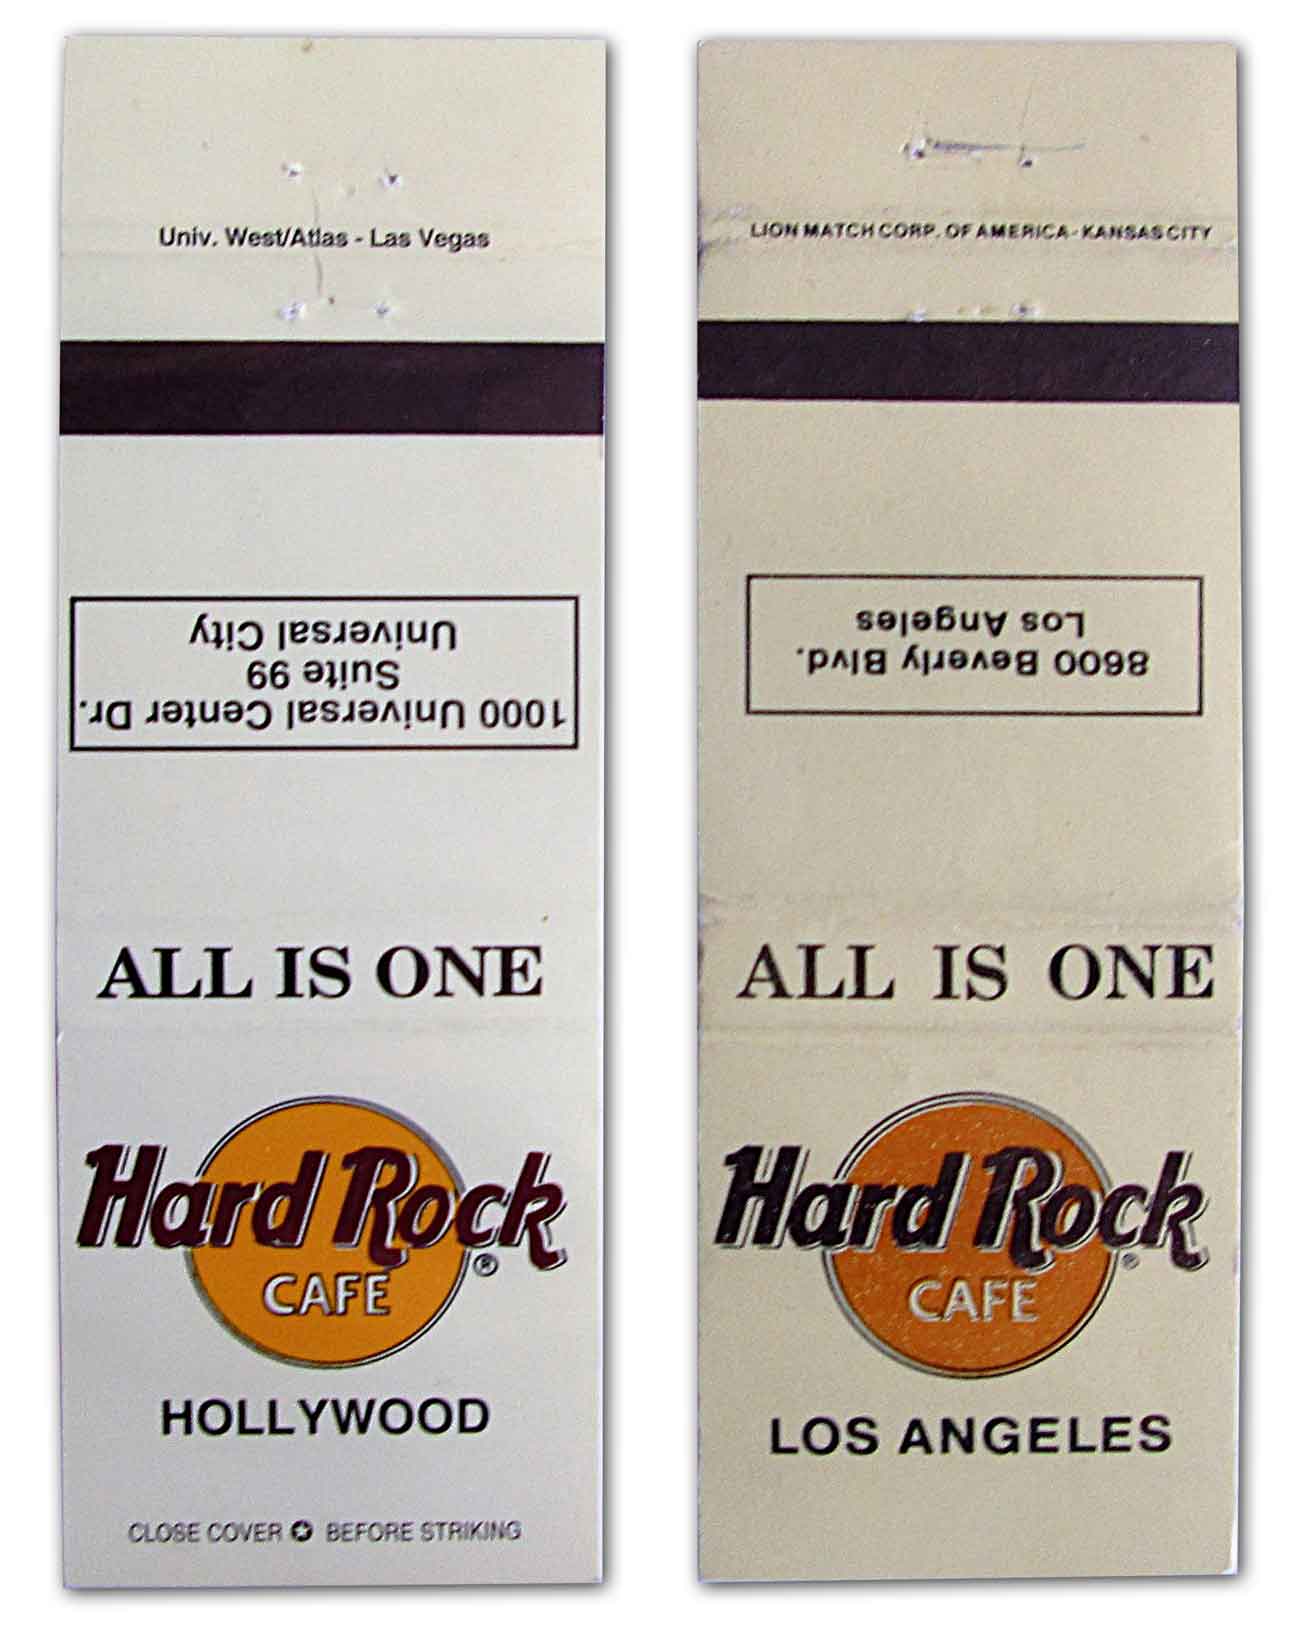 Univ. West/Atlas - Las Vegas
1000 Universal Center Dr.
Suite 99
Universal City
ALL IS ONE
Hard Rock
®
CAFE
HOLLYWOOD
CLOSE COVER ✪ BEFORE STRIKING
LION MATCH CORP. OF AMERICA - KANSAS CITY
8600 Beverly Blvd.
Los Angeles
ALL IS ONE
Hard Rock
®
CAFE
LOS ANGELES